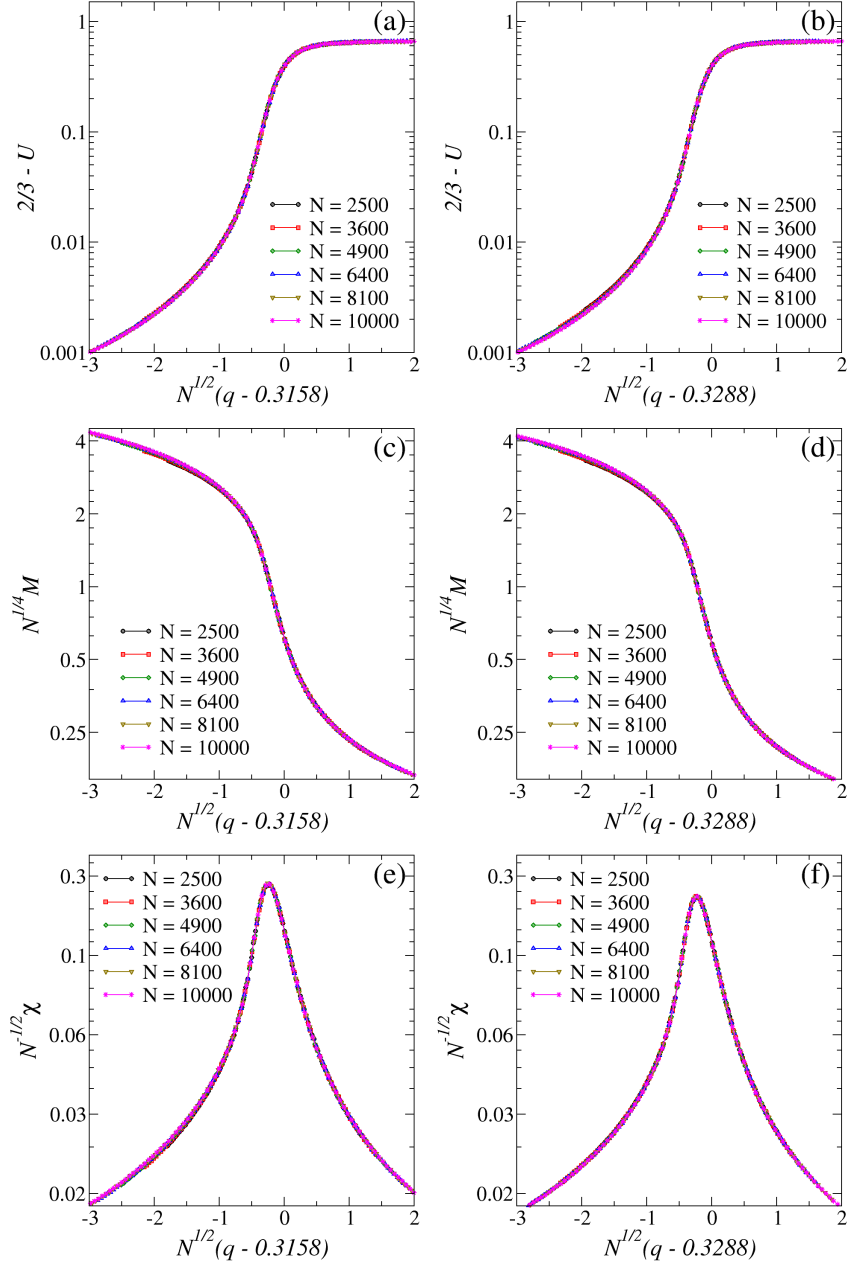 (a)
1
0.1
0.01
0.001
2/3 - U
N = 2500
N = 3600
N = 4900
N = 6400
N = 8100
N = 10000
-3 -2 -1 0 1 2
N^{1/2}(q - 0.3158)
(b)
1
0.1
0.01
0.001
2/3 - U
N = 2500
N = 3600
N = 4900
N = 6400
N = 8100
N = 10000
-3 -2 -1 0 1 2
N^{1/2}(q - 0.3288)
(c)
4
2
1
0.5
0.25
N^{1/4}M
N = 2500
N = 3600
N = 4900
N = 6400
N = 8100
N = 10000
-3 -2 -1 0 1 2
N^{1/2}(q - 0.3158)
(d)
4
2
1
0.5
0.25
N^{1/4}M
N = 2500
N = 3600
N = 4900
N = 6400
N = 8100
N = 10000
-3 -2 -1 0 1 2
N^{1/2}(q - 0.3288)
(e)
0.3
0.1
0.06
0.03
0.02
N^{-1/2}χ
N = 2500
N = 3600
N = 4900
N = 6400
N = 8100
N = 10000
-3 -2 -1 0 1 2
N^{1/2}(q - 0.3158)
(f)
0.3
0.1
0.06
0.03
0.02
N^{-1/2}χ
N = 2500
N = 3600
N = 4900
N = 6400
N = 8100
N = 10000
-3 -2 -1 0 1 2
N^{1/2}(q - 0.3288)